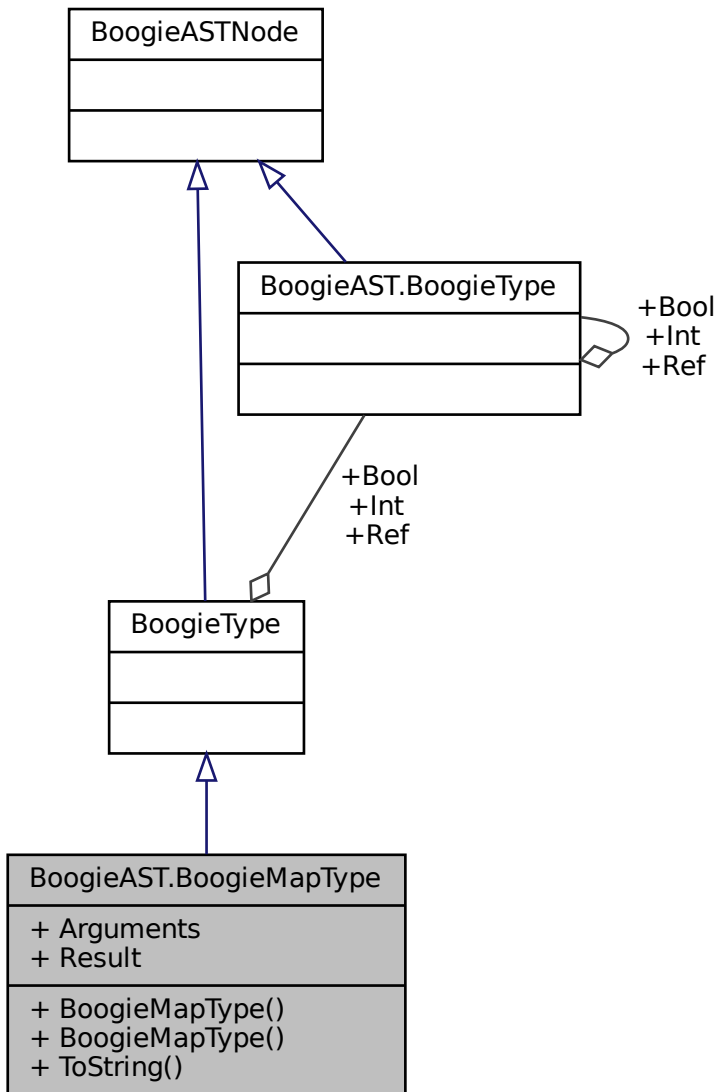 BoogieASTNode
BoogieAST.BoogieType
+Bool
+Int
+Ref
+Bool
+Int
+Ref
BoogieType
BoogieAST.BoogieMapType
+ Arguments
+ Result
+ BoogieMapType()
+ BoogieMapType()
+ ToString()